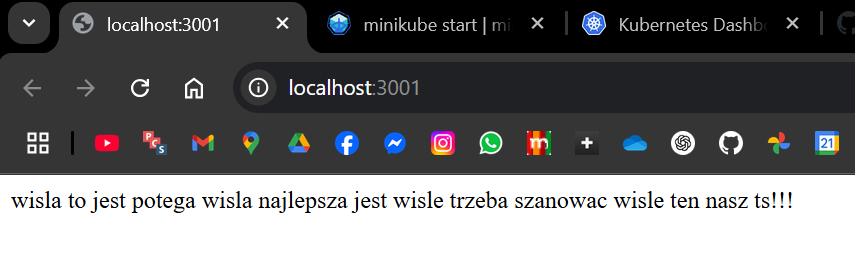 localhost:3001
minikube start | mi
Kubernetes Dashb
localhost:3001
21
wisla to jest potega wisla najlepsza jest wisle trzeba szanowac wisle ten nasz ts!!!